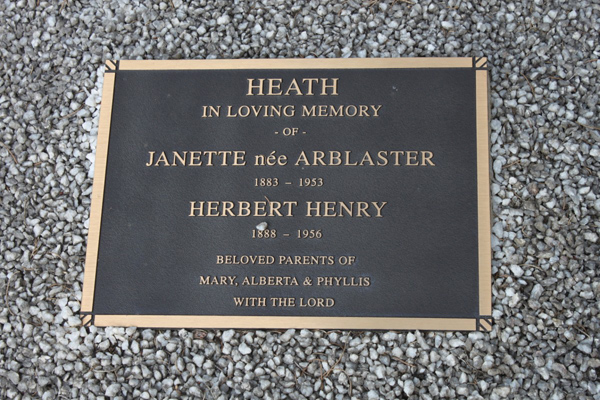 HEATH
IN LOVING MEMORY
- OF -
JANETTE née ARBLASTER
1883 – 1953
HERBERT HENRY
1888 – 1956
BELOVED PARENTS OF
MARY, ALBERTA & PHYLLIS
WITH THE LORD